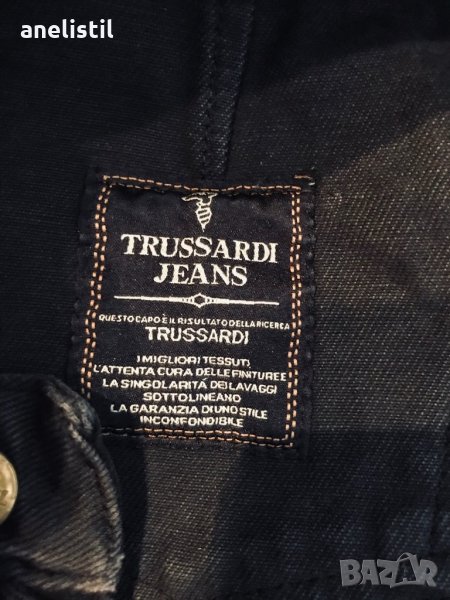 anelistil
TRUSSARDI
JEANS
QUESTO CAPO È IL RISULTATO DELLA RICERCA
TRUSSARDI
I MIGLIORI TESSUTI
L'ATTENTA CURA DELLE FINITURE E
LA SINGOLARITÀ DEI LAVAGGI
SOTTOLINEANO
LA GARANZIA DI UNO STILE
INCONFONDIBILE
BAZAR